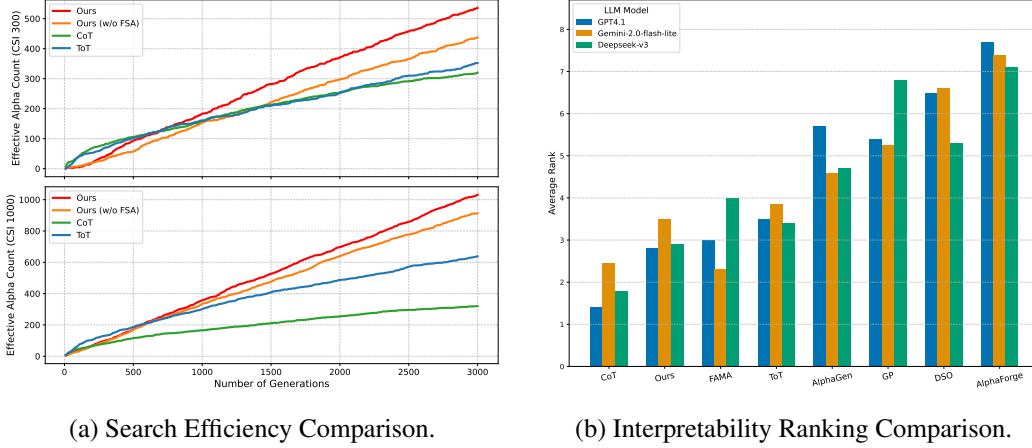 Effective Alpha Count (CSI 300)
500
400
300
200
100
0
Ours
Ours (w/o FSA)
CoT
ToT
Effective Alpha Count (CSI 1000)
1000
800
600
400
200
0
Ours
Ours (w/o FSA)
CoT
ToT
0 500 1000 1500 2000 2500 3000
Number of Generations
(a) Search Efficiency Comparison.
Average Rank
8
7
6
5
4
3
2
1
0
LLM Model
GPT4.1
Gemini-2.0-flash-lite
Deepseek-v3
CoT Ours FAMA ToT AlphaGen GP DSO AlphaForge
(b) Interpretability Ranking Comparison.